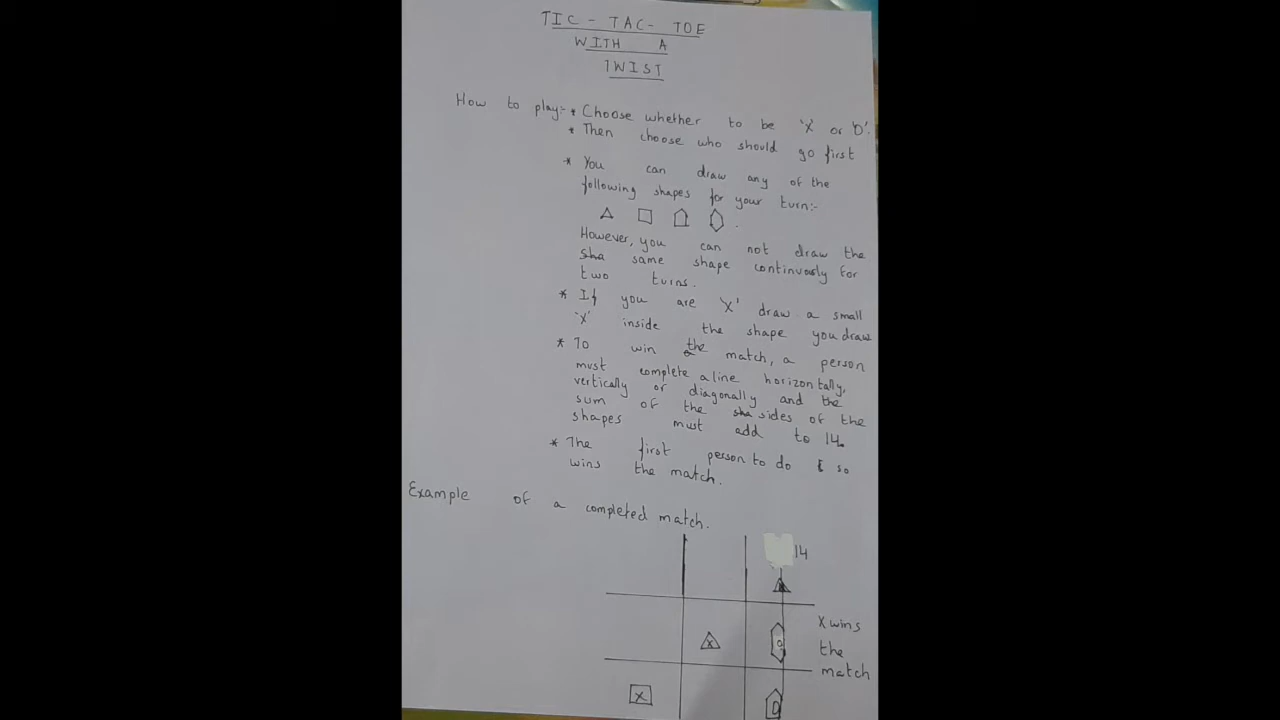 TIC - TAC - TOE
WITH A
TWIST
How to play:- * Choose whether to be 'X' or 'O'.
* Then choose who should go first
* You can draw any of the
following shapes for your turn:-
However, you can not draw the
sha same shape continously for
two turns.
* If you are 'X' draw a small
'X' inside the shape you draw
* To win the match, a person
must complete a line horizontally,
vertically or diagonally and the
sum of the sha sides of the
shapes must add to 14.
* The first person to do so
wins the match.
Example of a completed match.
14
X wins
the
match
X
O
X
O